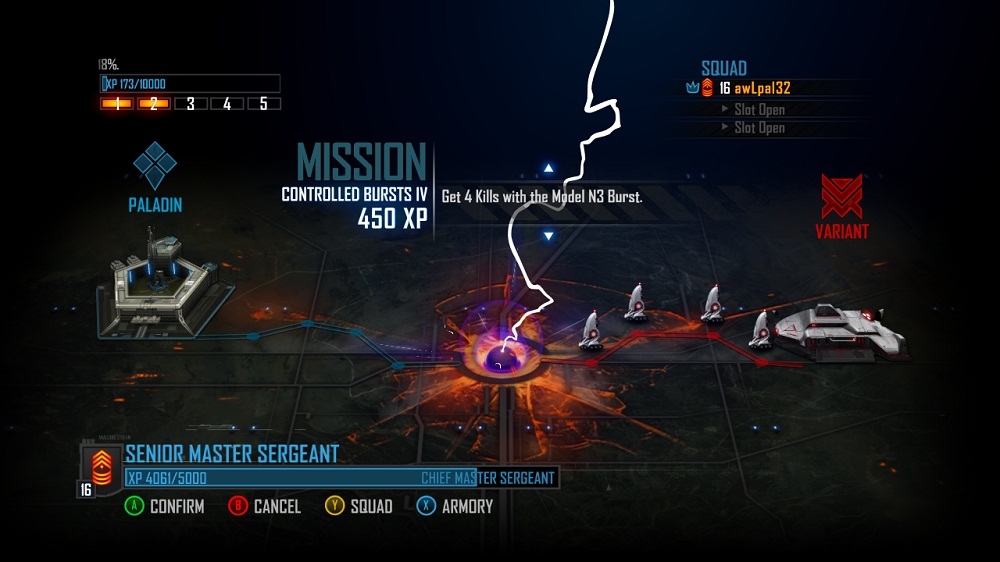 18%.
XP 173/10000
1 2 3 4 5
SQUAD
16 awLpal32
Slot Open
Slot Open
MISSION
CONTROLLED BURSTS IV
450 XP
Get 4 Kills with the Model N3 Burst.
PALADIN
VARIANT
SENIOR MASTER SERGEANT
XP 4061/5000 CHIEF MASTER SERGEANT
16
A CONFIRM B CANCEL Y SQUAD X ARMORY